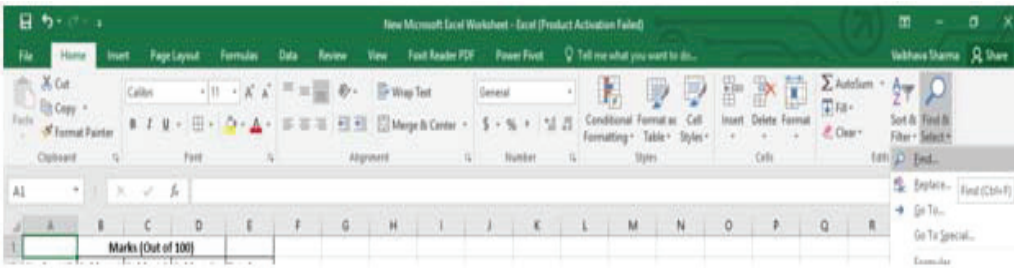 New Microsoft Excel Worksheet - Excel (Product Activation Failed)
File Home Insert Page Layout Formulas Data Review View Foxit Reader PDF Power Pivot Tell me what you want to do... Vaibhava Sharma Share
Cut
Copy
Format Painter
Paste
Clipboard
Calibri 11
B I U
Font
Wrap Text
Merge & Center
Alignment
General
$ %
Number
Conditional Formatting
Format as Table
Cell Styles
Styles
Insert Delete Format
Cells
AutoSum
Fill
Clear
Sort & Filter
Find & Select
Find...
Replace...
Find (Ctrl+F)
Go To...
Go To Special...
Formulas
A1
fx
A B C D E F G H I J K L M N O P Q R
1 Marks (Out of 100)